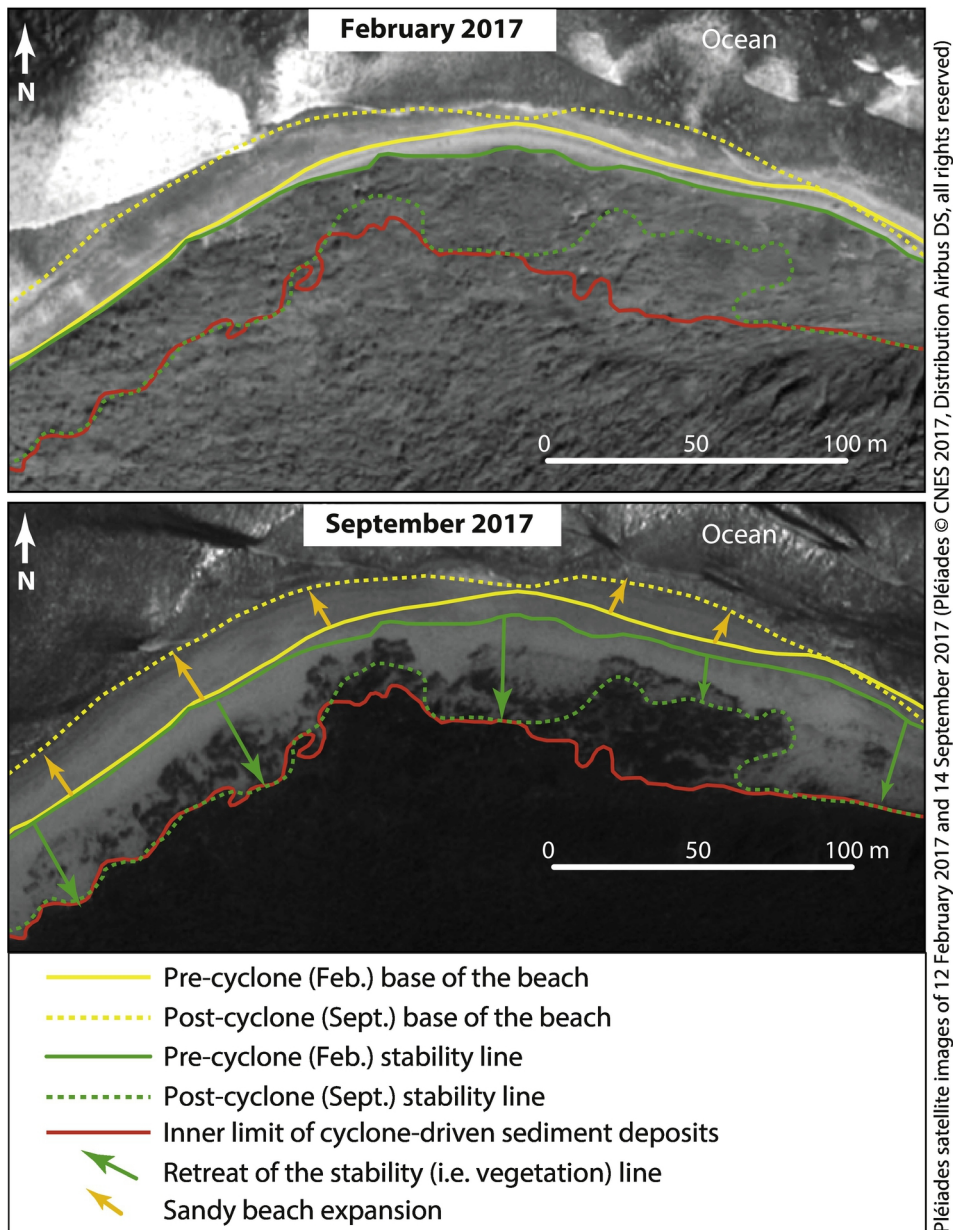 February 2017
Ocean
N
0 50 100 m
September 2017
Ocean
N
0 50 100 m
Pre-cyclone (Feb.) base of the beach
Post-cyclone (Sept.) base of the beach
Pre-cyclone (Feb.) stability line
Post-cyclone (Sept.) stability line
Inner limit of cyclone-driven sediment deposits
Retreat of the stability (i.e. vegetation) line
Sandy beach expansion
Pléiades satellite images of 12 February 2017 and 14 September 2017 (Pléiades © CNES 2017, Distribution Airbus DS, all rights reserved)